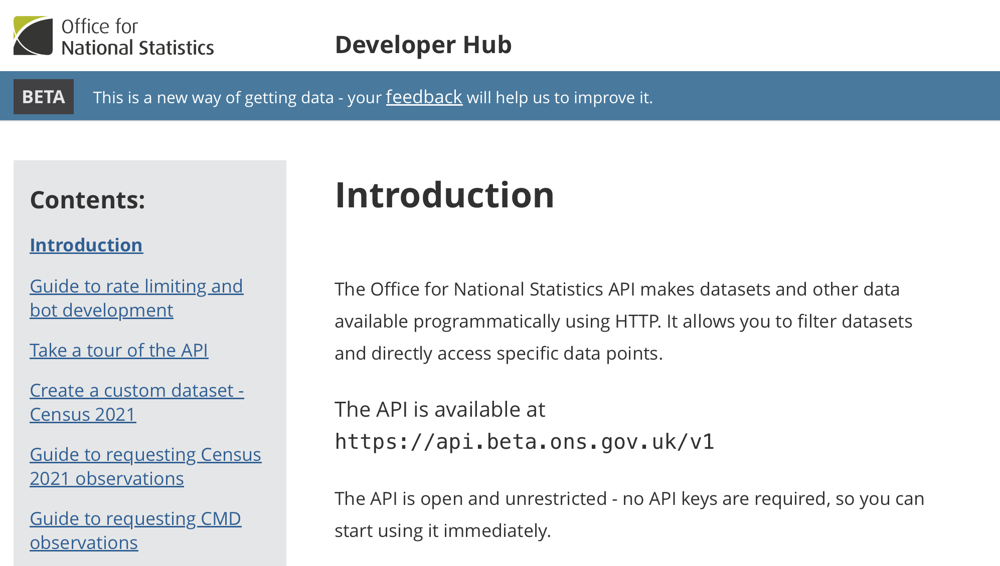 Office for
National Statistics
Developer Hub
BETA
This is a new way of getting data - your feedback will help us to improve it.
Contents:
Introduction
Guide to rate limiting and
bot development
Take a tour of the API
Create a custom dataset -
Census 2021
Guide to requesting Census
2021 observations
Guide to requesting CMD
observations
Introduction
The Office for National Statistics API makes datasets and other data
available programmatically using HTTP. It allows you to filter datasets
and directly access specific data points.
The API is available at
https://api.beta.ons.gov.uk/v1
The API is open and unrestricted - no API keys are required, so you can
start using it immediately.